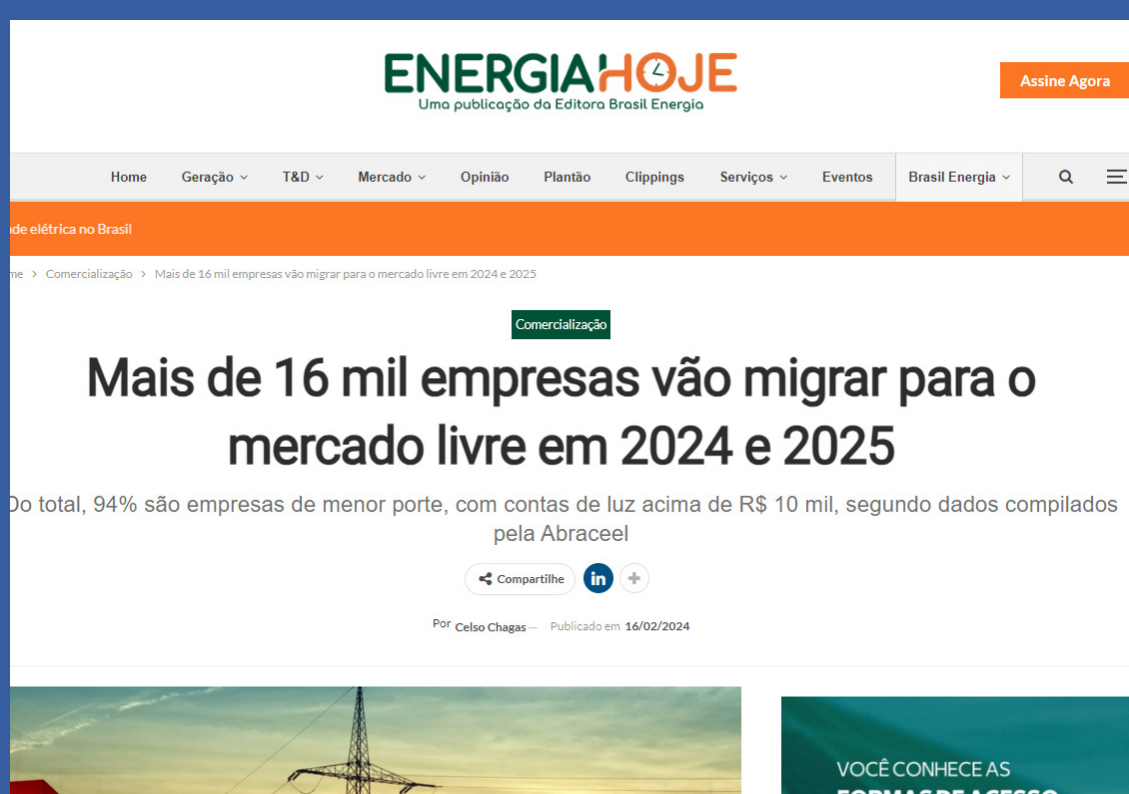 ENERGIAHOJE
Uma publicação da Editora Brasil Energia
Assine Agora
Home Geração T&D Mercado Opinião Plantão Clippings Serviços Eventos Brasil Energia
elétrica no Brasil
Comercialização > Mais de 16 mil empresas vão migrar para o mercado livre em 2024 e 2025
Comercialização
Mais de 16 mil empresas vão migrar para o
mercado livre em 2024 e 2025
Do total, 94% são empresas de menor porte, com contas de luz acima de R$ 10 mil, segundo dados compilados
pela Abraceel
Compartilhe in +
Por Celso Chagas — Publicado em 16/02/2024
VOCÊ CONHECE AS
FORMAS DE ACESSO